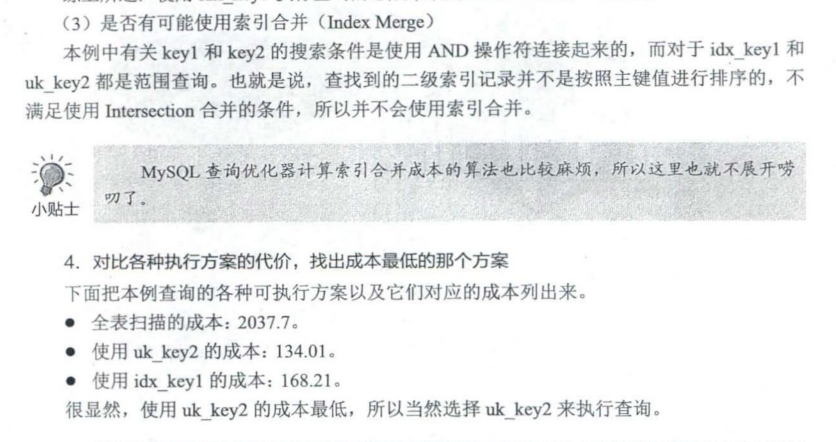 （3）是否有可能使用索引合并（Index Merge）
本例中有关 key1 和 key2 的搜索条件是使用 AND 操作符连接起来的，而对于 idx_key1 和
uk_key2 都是范围查询。也就是说，查找到的二级索引记录并不是按照主键值进行排序的，不
满足使用 Intersection 合并的条件，所以并不会使用索引合并。
MySQL 查询优化器计算索引合并成本的算法也比较麻烦，所以这里也就不展开唠
叨了。
小贴士
4．对比各种执行方案的代价，找出成本最低的那个方案
下面把本例查询的各种可执行方案以及它们对应的成本列出来。
● 全表扫描的成本：2037.7。
● 使用 uk_key2 的成本：134.01。
● 使用 idx_key1 的成本：168.21。
很显然，使用 uk_key2 的成本最低，所以当然选择 uk_key2 来执行查询。